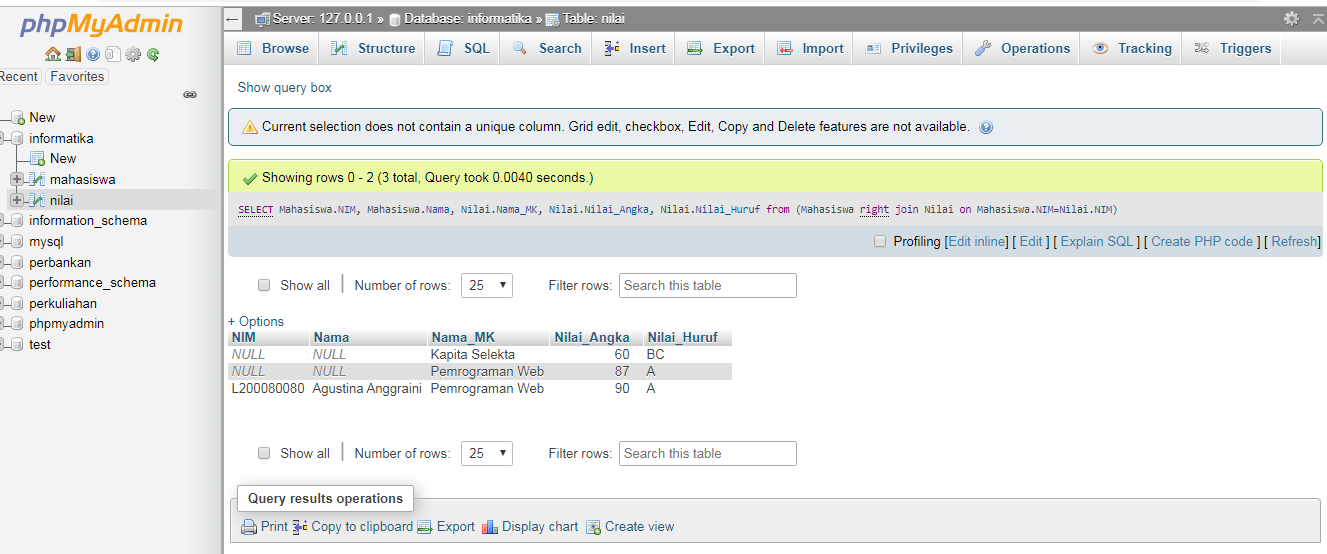 phpMyAdmin
Recent Favorites
New
informatika
New
mahasiswa
nilai
information_schema
mysql
perbankan
performance_schema
perkuliahan
phpmyadmin
test
Server: 127.0.0.1 » Database: informatika » Table: nilai
Browse Structure SQL Search Insert Export Import Privileges Operations Tracking Triggers
Show query box
Current selection does not contain a unique column. Grid edit, checkbox, Edit, Copy and Delete features are not available.
Showing rows 0 - 2 (3 total, Query took 0.0040 seconds.)
SELECT Mahasiswa.NIM, Mahasiswa.Nama, Nilai.Nama_MK, Nilai.Nilai_Angka, Nilai.Nilai_Huruf from (Mahasiswa right join Nilai on Mahasiswa.NIM=Nilai.NIM)
Profiling [Edit inline] [ Edit ] [ Explain SQL ] [ Create PHP code ] [ Refresh]
Show all Number of rows: 25 Filter rows: Search this table
+ Options
NIM Nama Nama_MK Nilai_Angka Nilai_Huruf
NULL NULL Kapita Selekta 60 BC
NULL NULL Pemrograman Web 87 A
L200080080 Agustina Anggraini Pemrograman Web 90 A
Show all Number of rows: 25 Filter rows: Search this table
Query results operations
Print Copy to clipboard Export Display chart Create view